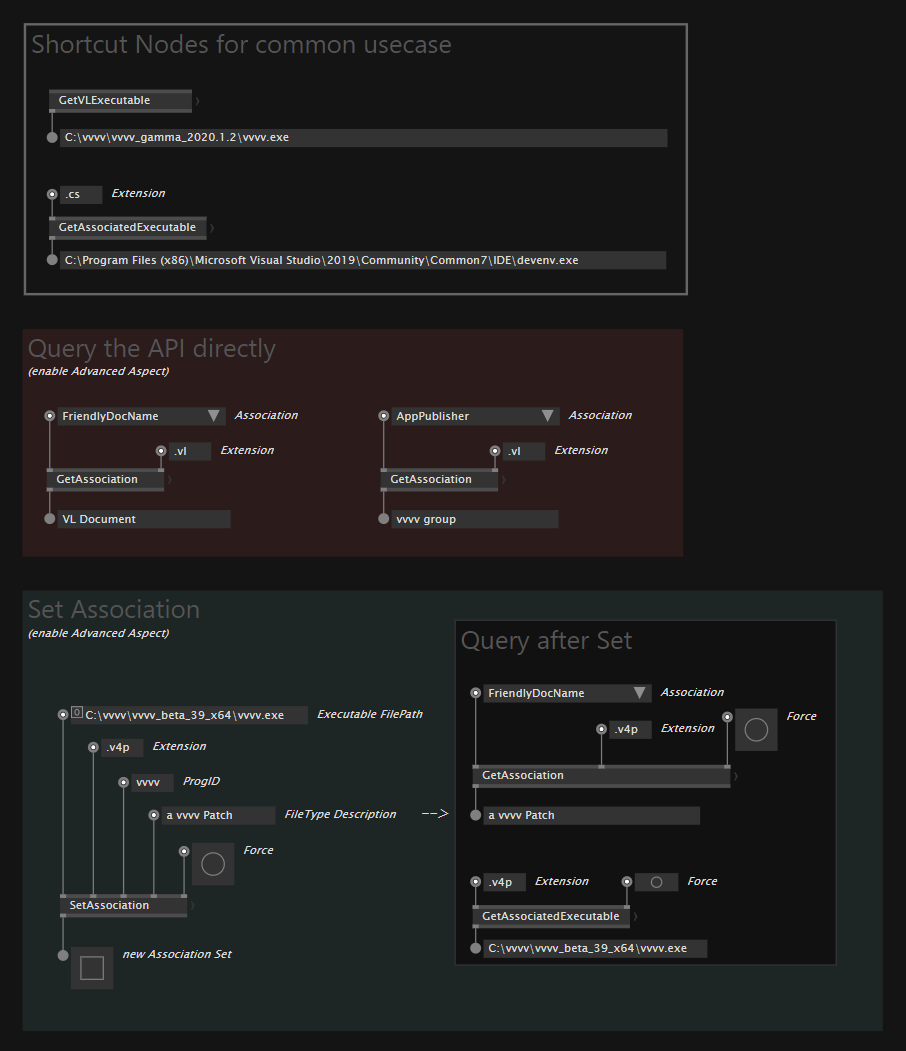 Shortcut Nodes for common usecase
GetVLExecutable
C:\vvvv\vvvv_gamma_2020.1.2\vvvv.exe
.cs Extension
GetAssociatedExecutable
C:\Program Files (x86)\Microsoft Visual Studio\2019\Community\Common7\IDE\devenv.exe
Query the API directly
(enable Advanced Aspect)
FriendlyDocName Association
.vl Extension
GetAssociation
VL Document
AppPublisher Association
.vl Extension
GetAssociation
vvvv group
Set Association
(enable Advanced Aspect)
O C:\vvvv\vvvv_beta_39_x64\vvvv.exe Executable FilePath
.v4p Extension
vvvv ProgID
a vvvv Patch FileType Description -->
Force
SetAssociation
new Association Set
Query after Set
FriendlyDocName Association
.v4p Extension Force
GetAssociation
a vvvv Patch
.v4p Extension Force
GetAssociatedExecutable
C:\vvvv\vvvv_beta_39_x64\vvvv.exe